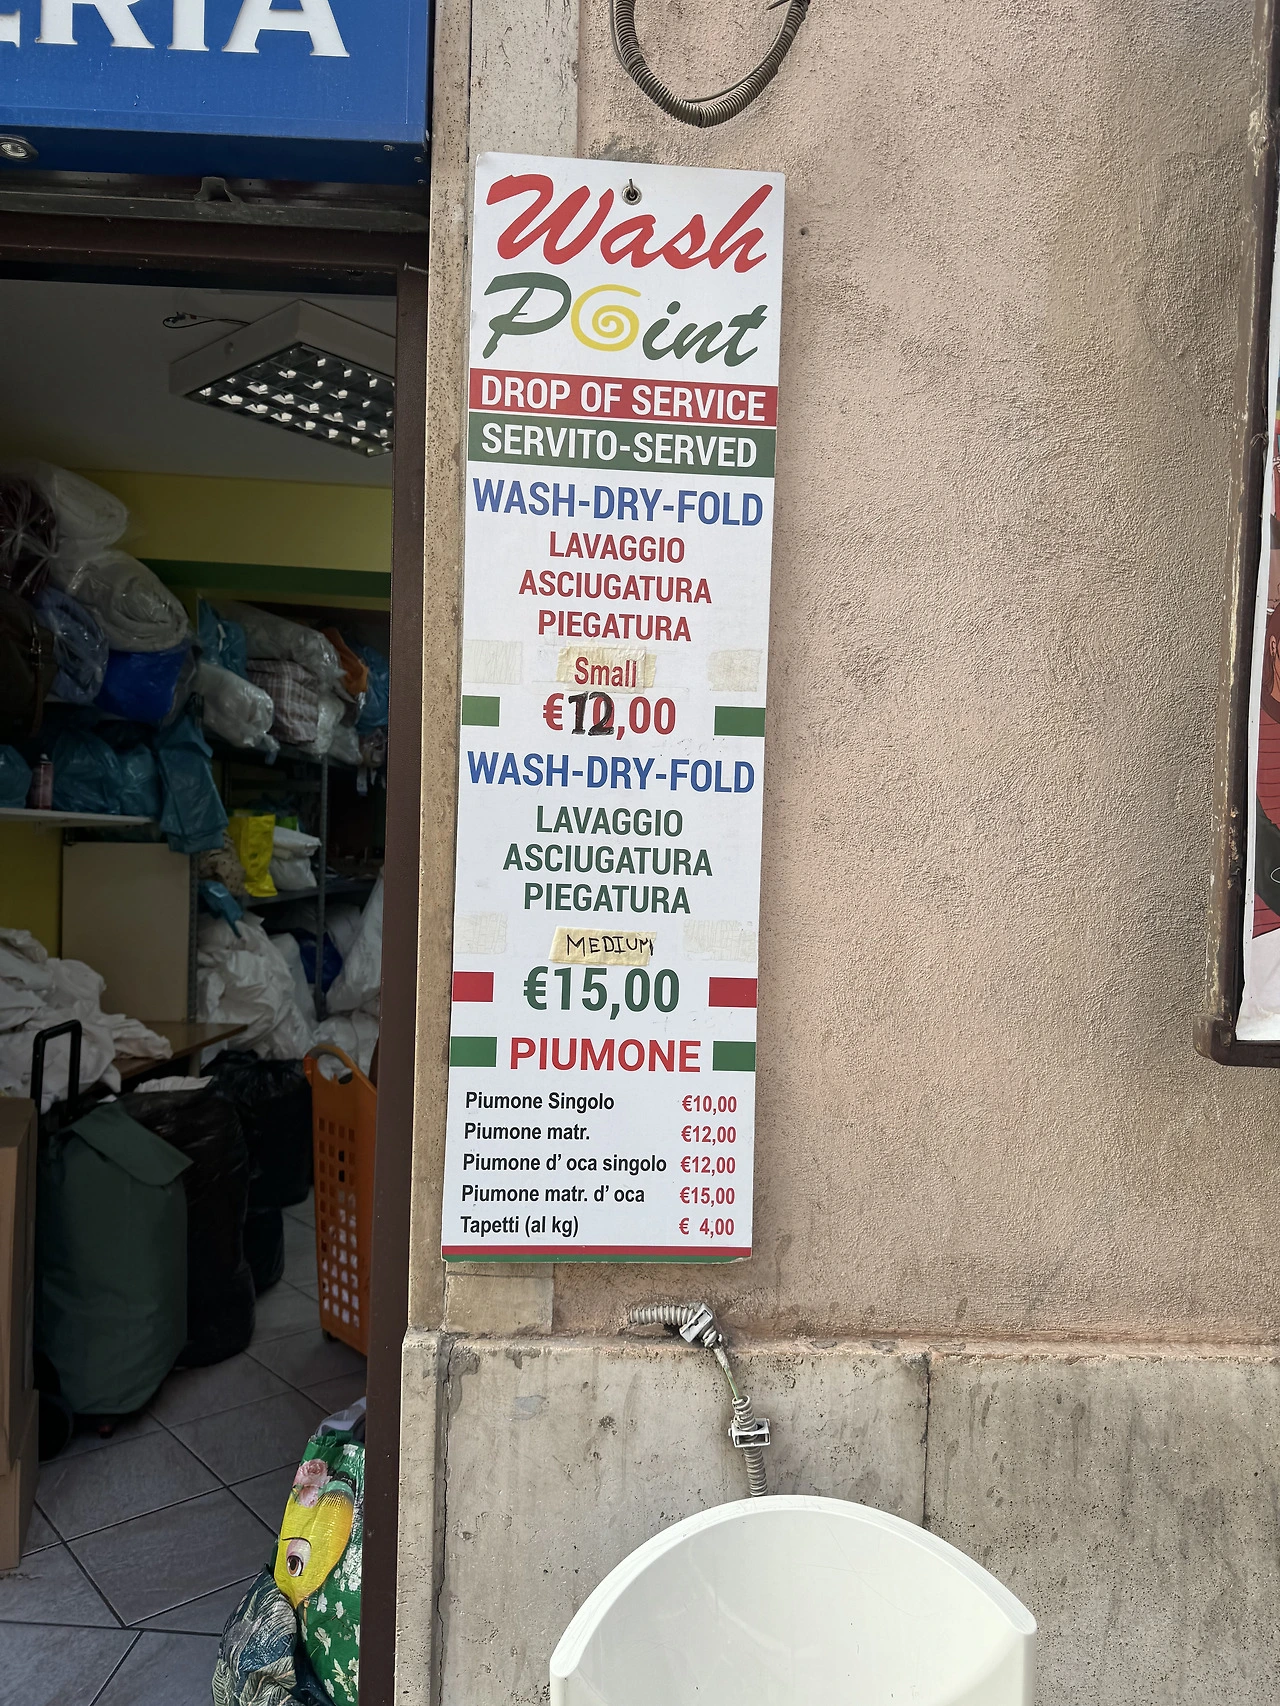 ERIA
Wash
Point
DROP OF SERVICE
SERVITO-SERVED
WASH-DRY-FOLD
LAVAGGIO
ASCIUGATURA
PIEGATURA
Small
€12,00
WASH-DRY-FOLD
LAVAGGIO
ASCIUGATURA
PIEGATURA
MEDIUM
€15,00
PIUMONE
Piumone Singolo €10,00
Piumone matr. €12,00
Piumone d' oca singolo €12,00
Piumone matr. d' oca €15,00
Tapetti (al kg) € 4,00